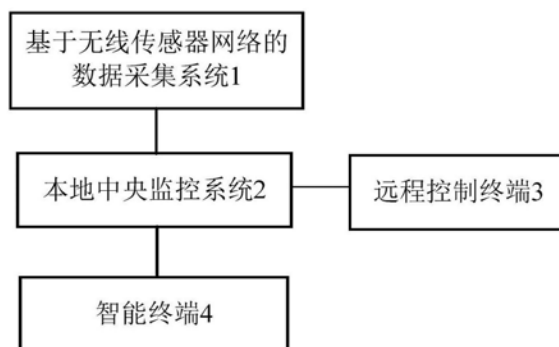 基于无线传感器网络的
数据采集系统1
本地中央监控系统2
远程控制终端3
智能终端4